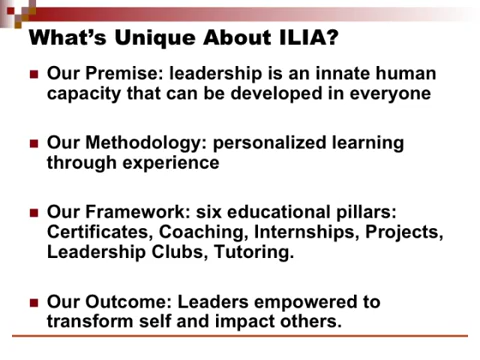 What's Unique About ILIA?
Our Premise: leadership is an innate human
capacity that can be developed in everyone
Our Methodology: personalized learning
through experience
Our Framework: six educational pillars:
Certificates, Coaching, Internships, Projects,
Leadership Clubs, Tutoring.
Our Outcome: Leaders empowered to
transform self and impact others.